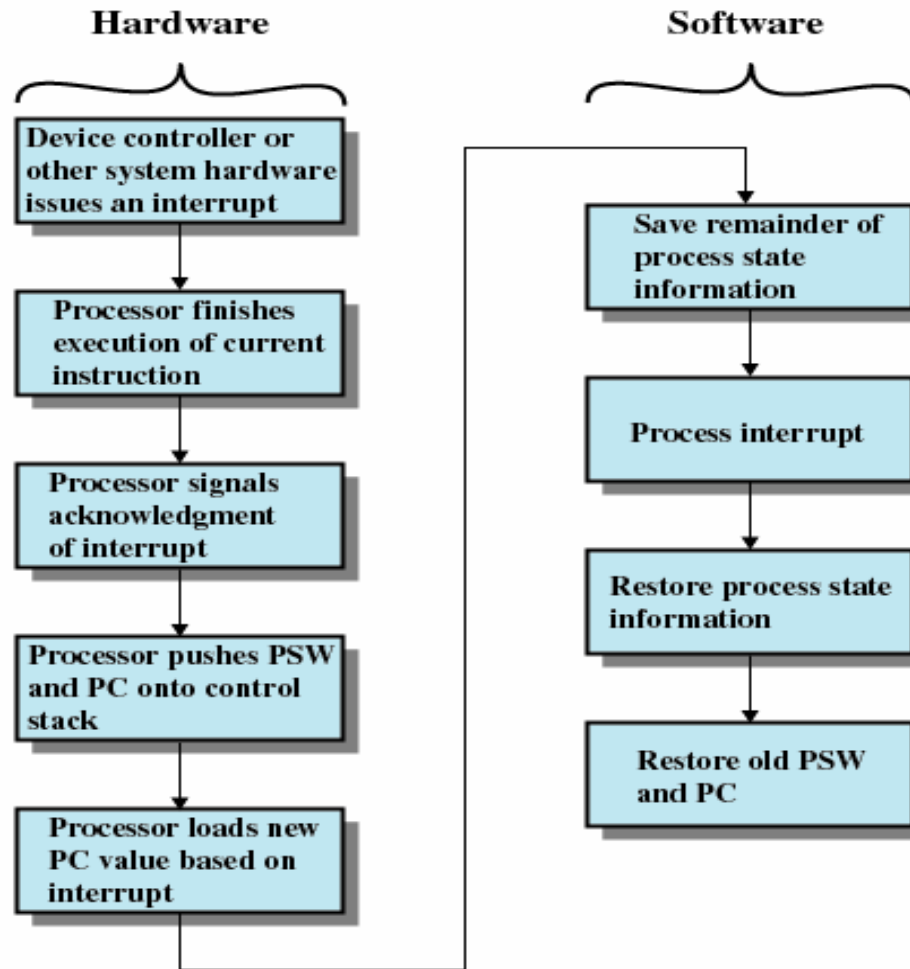 Hardware
Device controller or
other system hardware
issues an interrupt
Processor finishes
execution of current
instruction
Processor signals
acknowledgment
of interrupt
Processor pushes PSW
and PC onto control
stack
Processor loads new
PC value based on
interrupt
Software
Save remainder of
process state
information
Process interrupt
Restore process state
information
Restore old PSW
and PC